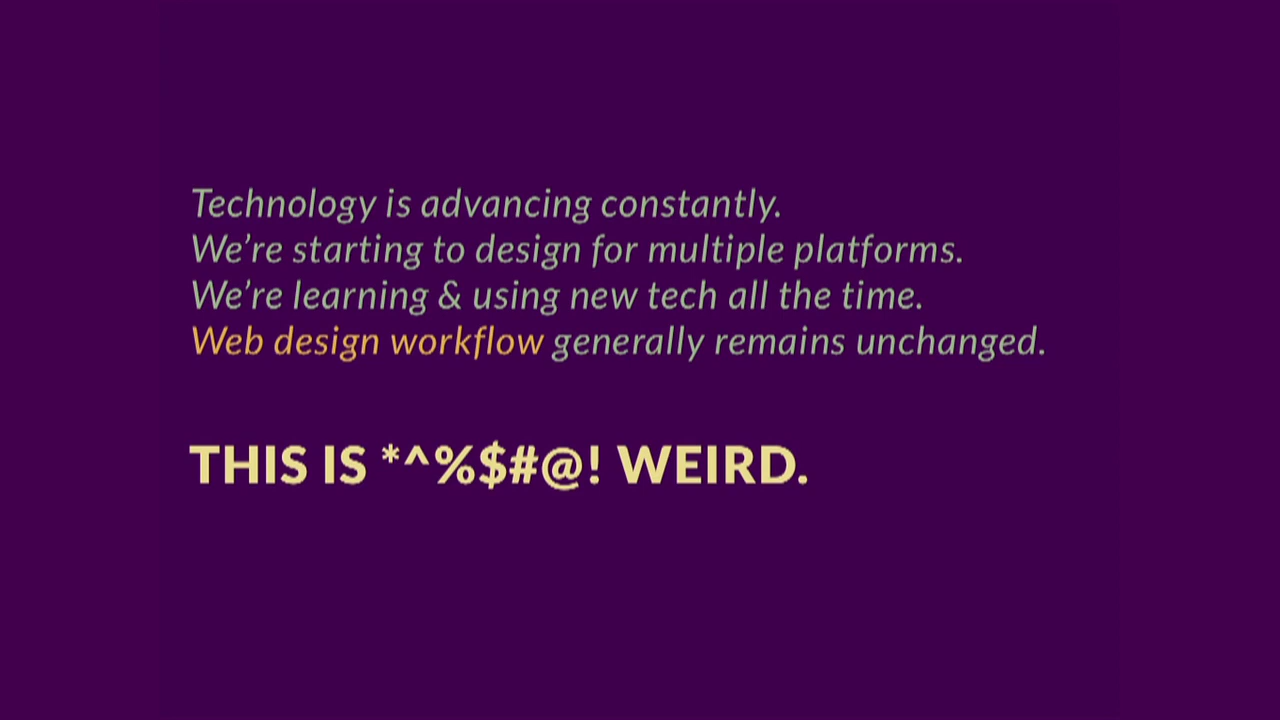 Technology is advancing constantly.
We’re starting to design for multiple platforms.
We’re learning & using new tech all the time.
Web design workflow generally remains unchanged.
THIS IS *^%$#@! WEIRD.